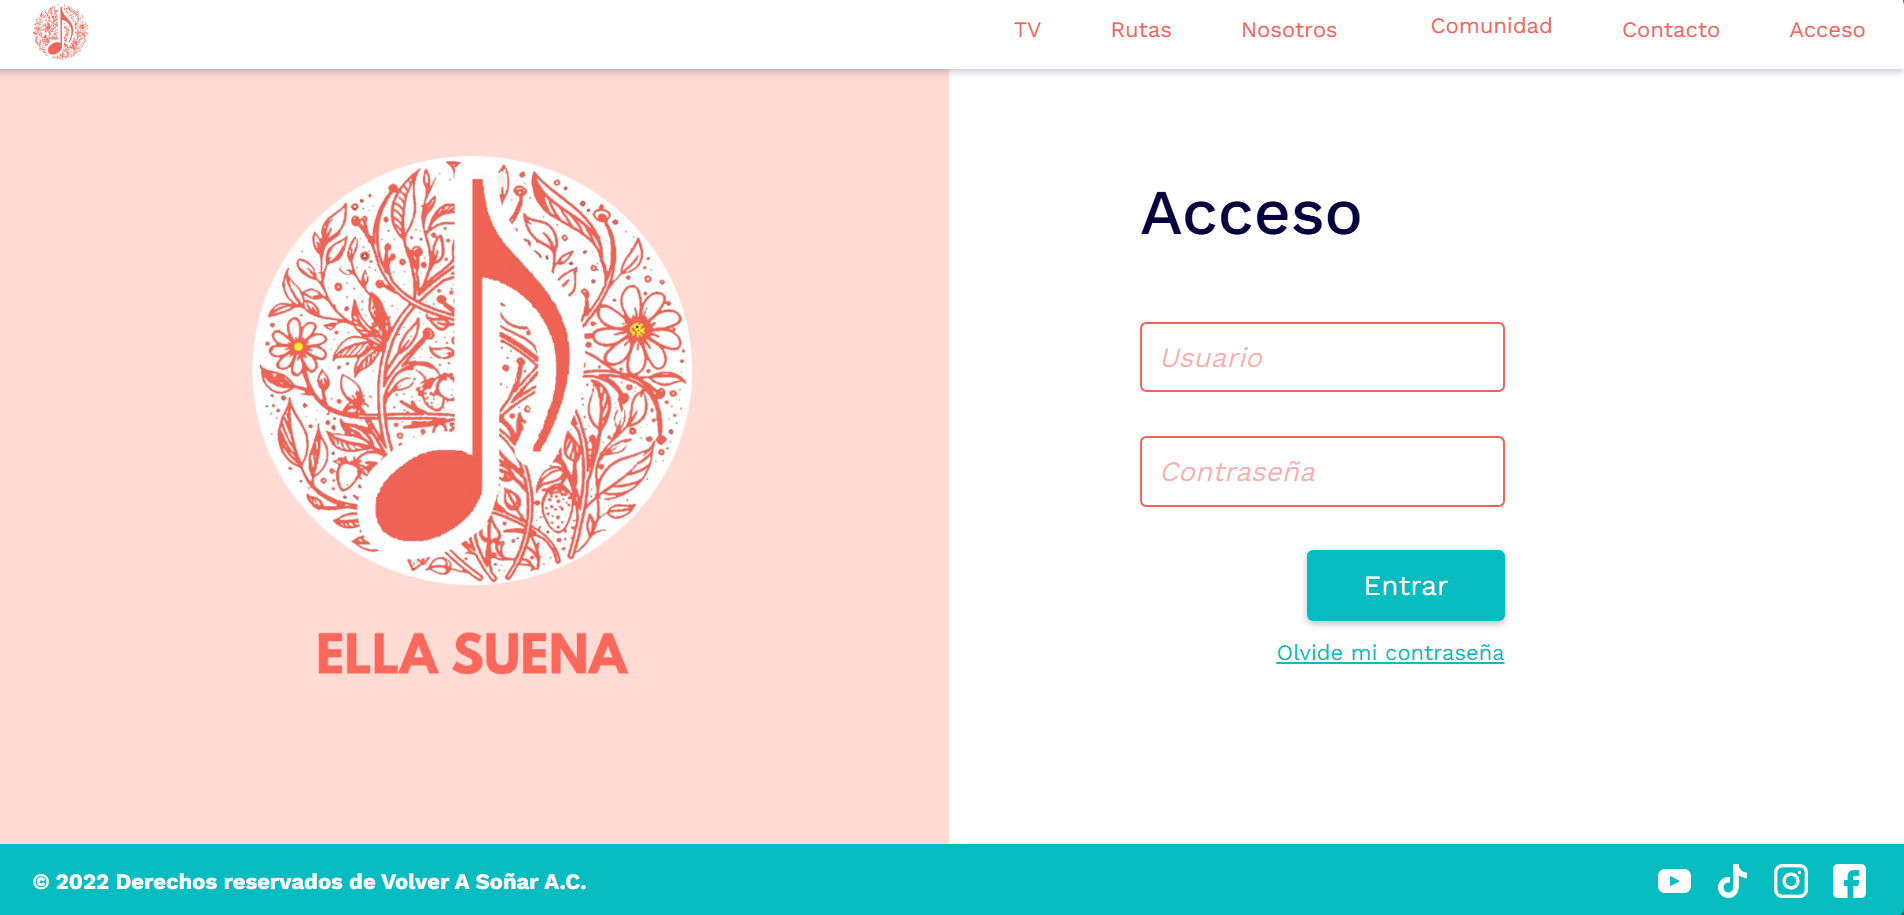 TV Rutas Nosotros Comunidad Contacto Acceso
Acceso
Usuario
Contraseña
Entrar
Olvide mi contraseña
ELLA SUENA
© 2022 Derechos reservados de Volver A Soñar A.C.